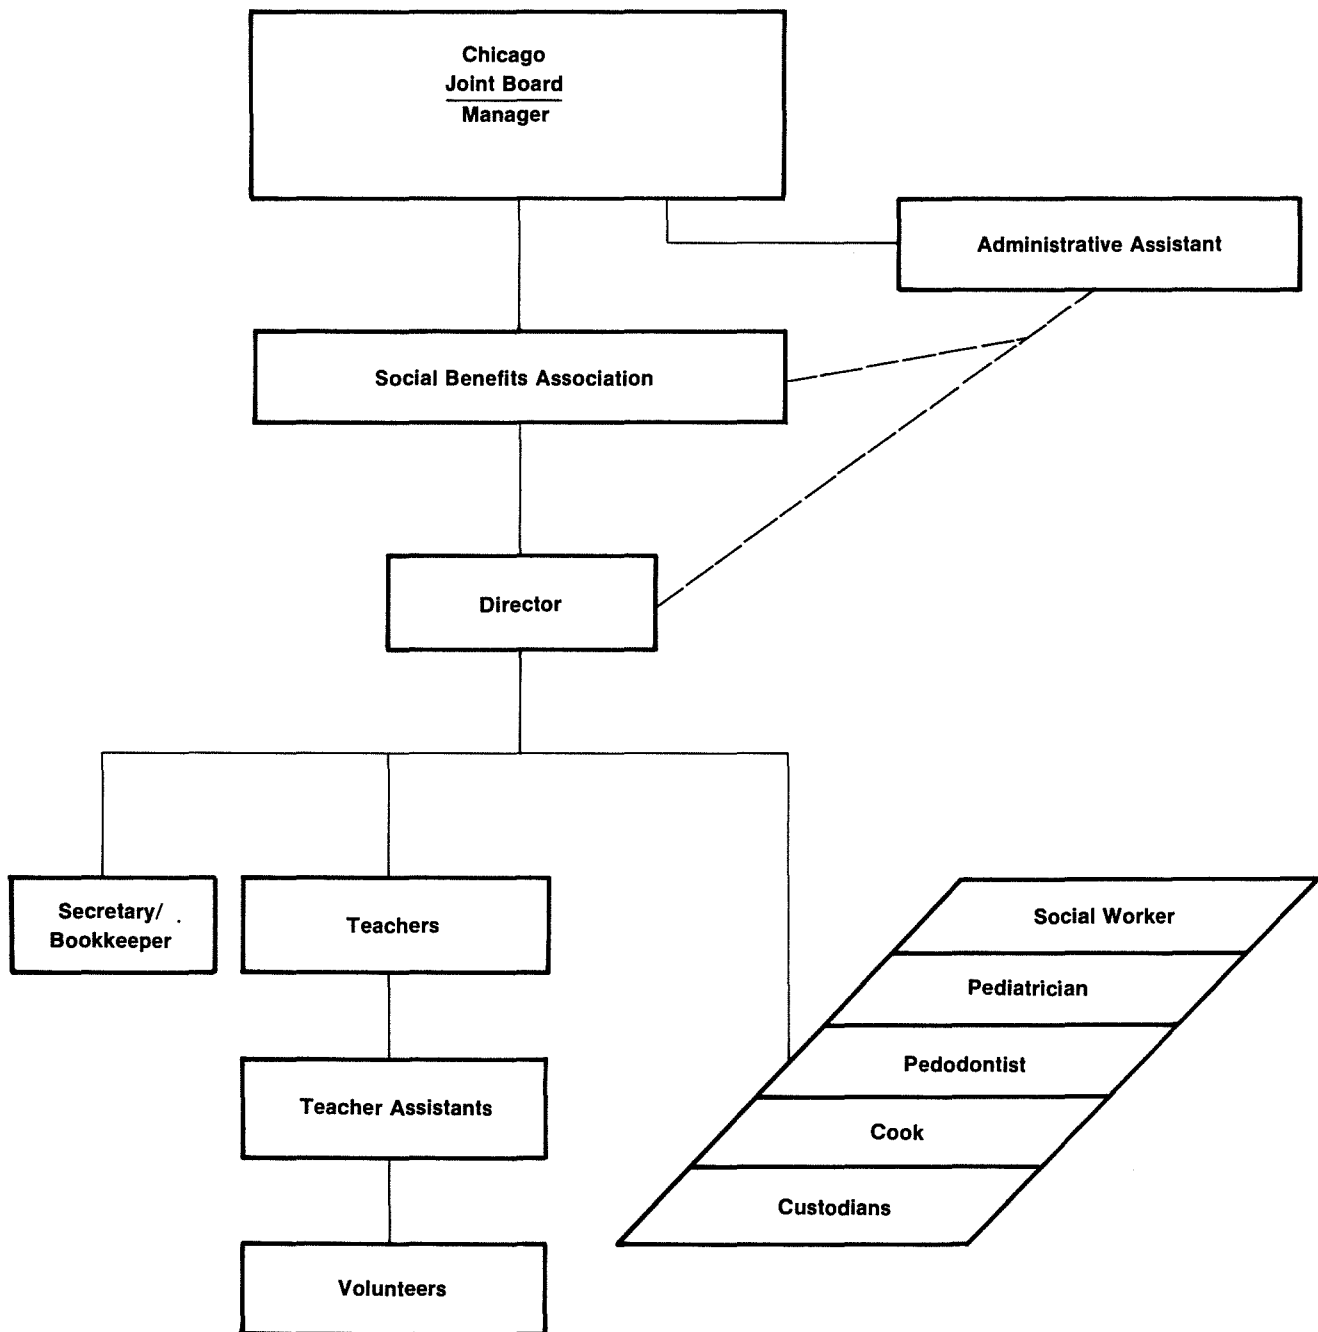 Chicago
Joint Board
Manager
Administrative Assistant
Social Benefits Association
Director
Secretary/
Bookkeeper
Teachers
Social Worker
Pediatrician
Pedodontist
Teacher Assistants
Cook
Custodians
Volunteers